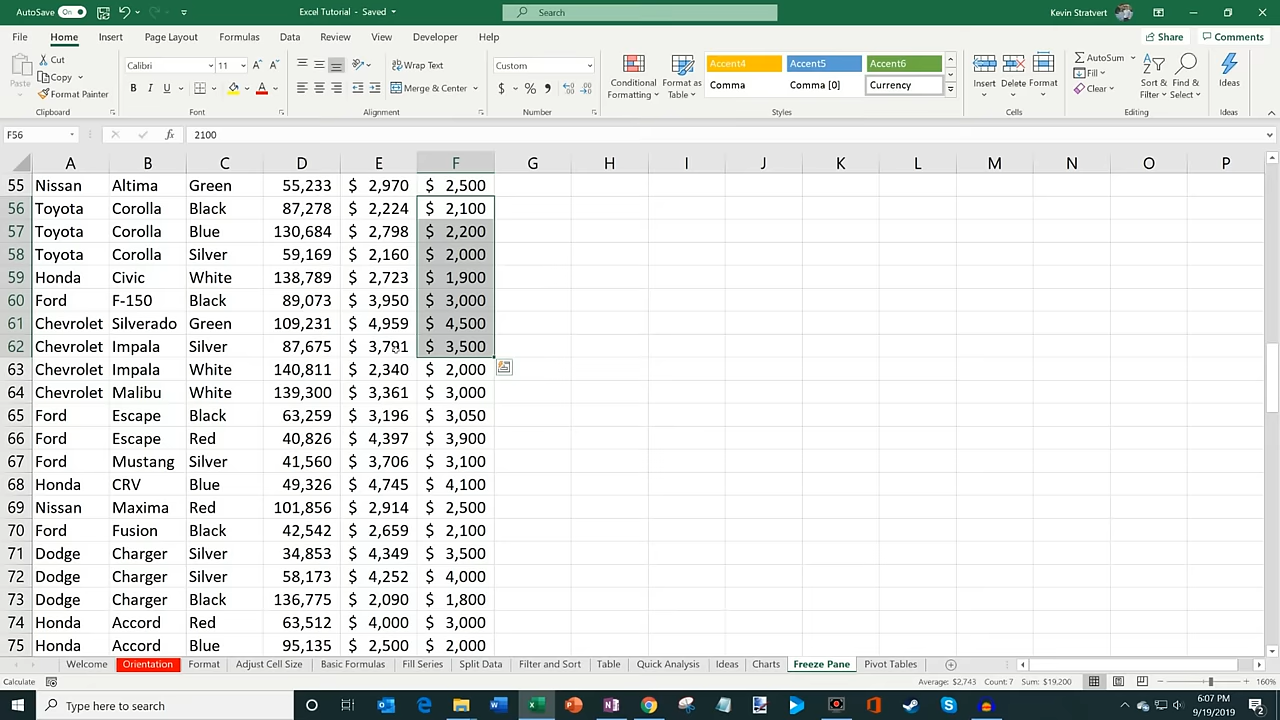 AutoSave On Excel Tutorial - Saved Search Kevin Stratvert
File Home Insert Page Layout Formulas Data Review View Developer Help Share Comments
Paste Cut Copy Format Painter Clipboard
Calibri 11 A A B I U A Font
Wrap Text Merge & Center Alignment
Custom $ % , Number
Conditional Formatting Format as Table Accent4 Accent5 Accent6 Comma Comma [0] Currency Styles
Insert Delete Format Cells
AutoSum Fill Clear Sort & Filter Find & Select Editing
Ideas Ideas
F56 fx 2100
A B C D E F G H I J K L M N O P
55 Nissan Altima Green 55,233 $ 2,970 $ 2,500
56 Toyota Corolla Black 87,278 $ 2,224 $ 2,100
57 Toyota Corolla Blue 130,684 $ 2,798 $ 2,200
58 Toyota Corolla Silver 59,169 $ 2,160 $ 2,000
59 Honda Civic White 138,789 $ 2,723 $ 1,900
60 Ford F-150 Black 89,073 $ 3,950 $ 3,000
61 Chevrolet Silverado Green 109,231 $ 4,959 $ 4,500
62 Chevrolet Impala Silver 87,675 $ 3,791 $ 3,500
63 Chevrolet Impala White 140,811 $ 2,340 $ 2,000
64 Chevrolet Malibu White 139,300 $ 3,361 $ 3,000
65 Ford Escape Black 63,259 $ 3,196 $ 3,050
66 Ford Escape Red 40,826 $ 4,397 $ 3,900
67 Ford Mustang Silver 41,560 $ 3,706 $ 3,100
68 Honda CRV Blue 49,326 $ 4,745 $ 4,100
69 Nissan Maxima Red 101,856 $ 2,914 $ 2,500
70 Ford Fusion Black 42,542 $ 2,659 $ 2,100
71 Dodge Charger Silver 34,853 $ 4,349 $ 3,500
72 Dodge Charger Silver 58,173 $ 4,252 $ 4,000
73 Dodge Charger Black 136,775 $ 2,090 $ 1,800
74 Honda Accord Red 63,512 $ 4,000 $ 3,000
75 Honda Accord Blue 95,135 $ 2,500 $ 2,000
Welcome Orientation Format Adjust Cell Size Basic Formulas Fill Series Split Data Filter and Sort Table Quick Analysis Ideas Charts Freeze Pane Pivot Tables
Calculate Average: $2,743 Count: 7 Sum: $19,200 160%
Type here to search 6:07 PM
9/19/2019